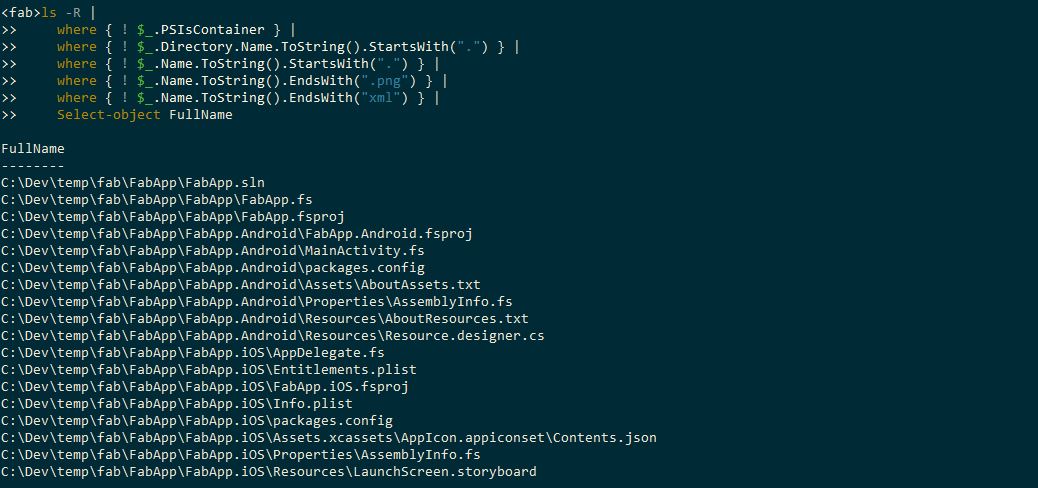 <fab>ls -R |
>>     where { ! $_.PSIsContainer } |
>>     where { ! $_.Directory.Name.ToString().StartsWith(".") } |
>>     where { ! $_.Name.ToString().StartsWith(".") } |
>>     where { ! $_.Name.ToString().EndsWith(".png") } |
>>     where { ! $_.Name.ToString().EndsWith("xml") } |
>>     Select-object FullName

FullName
--------
C:\Dev\temp\fab\FabApp\FabApp.sln
C:\Dev\temp\fab\FabApp\FabApp\FabApp.fs
C:\Dev\temp\fab\FabApp\FabApp\FabApp.fsproj
C:\Dev\temp\fab\FabApp\FabApp.Android\FabApp.Android.fsproj
C:\Dev\temp\fab\FabApp\FabApp.Android\MainActivity.fs
C:\Dev\temp\fab\FabApp\FabApp.Android\packages.config
C:\Dev\temp\fab\FabApp\FabApp.Android\Assets\AboutAssets.txt
C:\Dev\temp\fab\FabApp\FabApp.Android\Properties\AssemblyInfo.fs
C:\Dev\temp\fab\FabApp\FabApp.Android\Resources\AboutResources.txt
C:\Dev\temp\fab\FabApp\FabApp.Android\Resources\Resource.designer.cs
C:\Dev\temp\fab\FabApp\FabApp.iOS\AppDelegate.fs
C:\Dev\temp\fab\FabApp\FabApp.iOS\Entitlements.plist
C:\Dev\temp\fab\FabApp\FabApp.iOS\FabApp.iOS.fsproj
C:\Dev\temp\fab\FabApp\FabApp.iOS\Info.plist
C:\Dev\temp\fab\FabApp\FabApp.iOS\packages.config
C:\Dev\temp\fab\FabApp\FabApp.iOS\Assets.xcassets\AppIcon.appiconset\Contents.json
C:\Dev\temp\fab\FabApp\FabApp.iOS\Properties\AssemblyInfo.fs
C:\Dev\temp\fab\FabApp\FabApp.iOS\Resources\LaunchScreen.storyboard